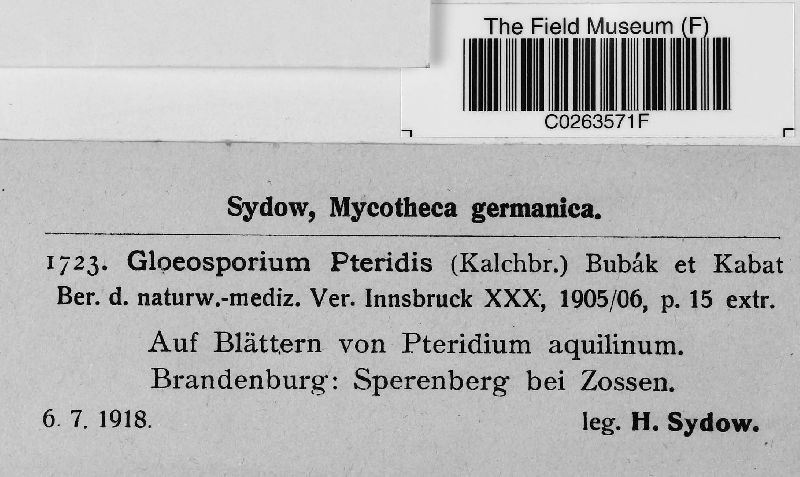 The Field Museum (F)
C0263571F
Sydow, Mycotheca germanica.
1723. Gloeosporium Pteridis (Kalchbr.) Bubák et Kabat
Ber. d. naturw.-mediz. Ver. Innsbruck XXX, 1905/06, p. 15 extr.
Auf Blättern von Pteridium aquilinum.
Brandenburg: Sperenberg bei Zossen.
6. 7. 1918. leg. H. Sydow.